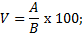 V = A/B x 100;